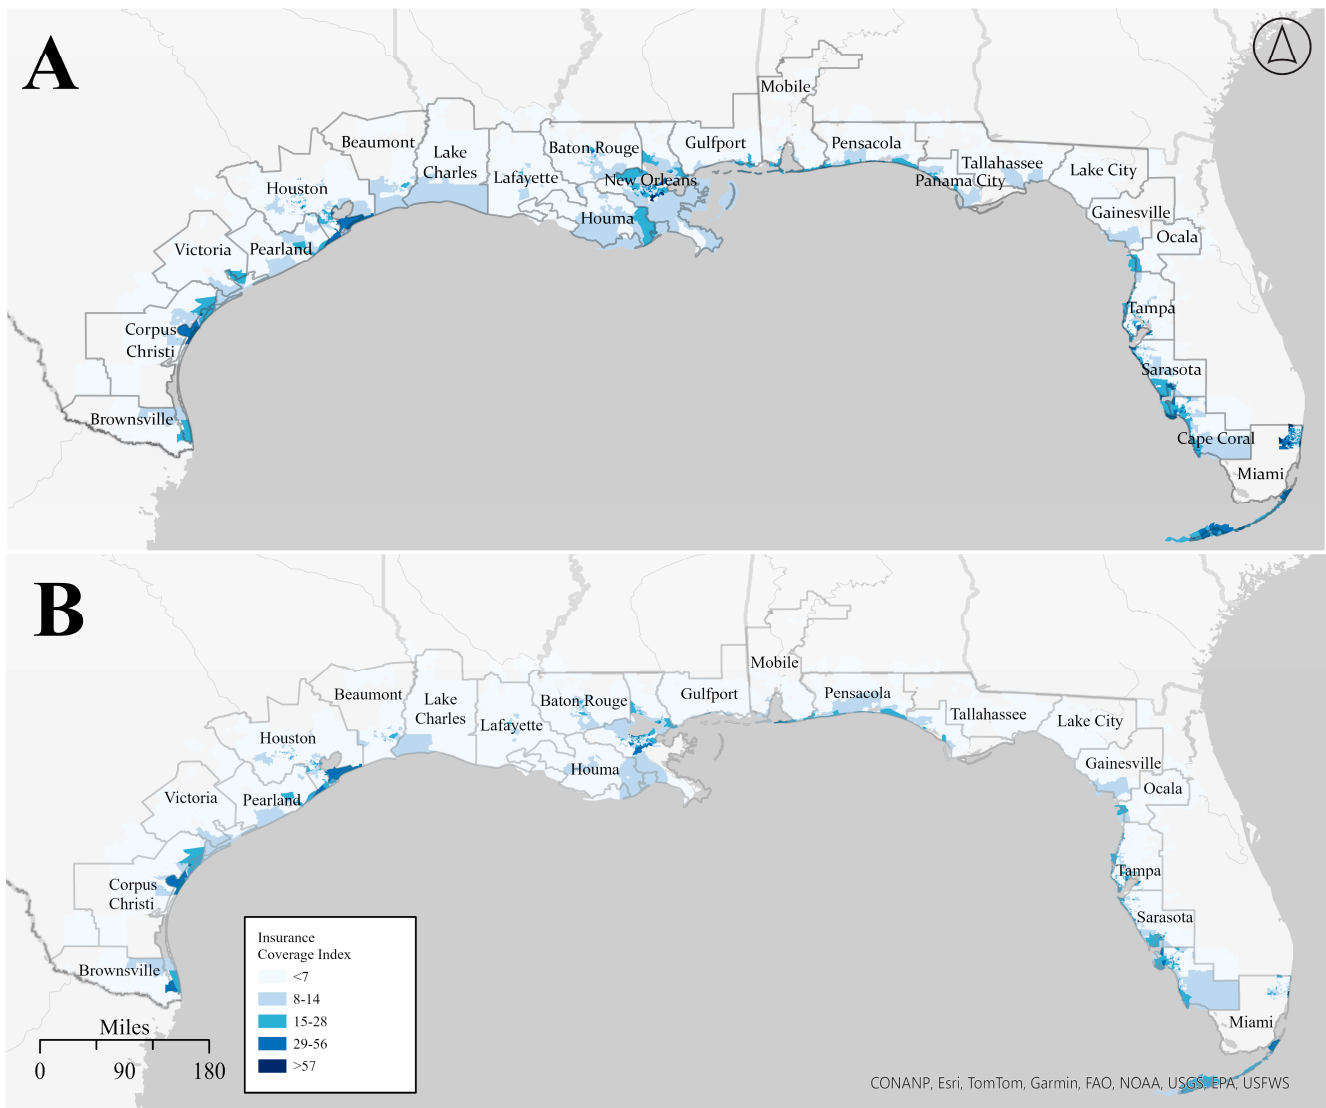 A
Mobile
Beaumont
Lake
Charles
Baton Rouge
Gulfport
Pensacola
Tallahassee
Lake City
Houston
Lafayette
New Orleans
Panama City
Gainesville
Houma
Ocala
Victoria
Pearland
Tampa
Corpus
Christi
Sarasota
Brownsville
Cape Coral
Miami
B
Mobile
Beaumont
Lake
Charles
Baton Rouge
Gulfport
Pensacola
Tallahassee
Lake City
Houston
Lafayette
Gainesville
Houma
Ocala
Victoria
Pearland
Tampa
Corpus
Christi
Sarasota
Brownsville
Miami
Insurance
Coverage Index
<7
8-14
15-28
29-56
>57
Miles
0 90 180
CONANP, Esri, TomTom, Garmin, FAO, NOAA, USGS, EPA, USFWS